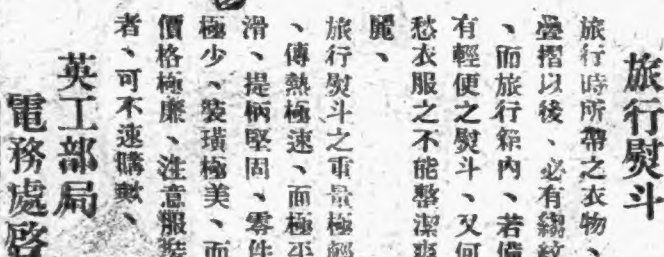 旅行熨斗
旅行時所帶之衣物、
疊摺以後、必有縐紋
、而旅行箱內、若備
有輕便之熨斗、又何
愁衣服之不能整潔爽
麗、
旅行熨斗之重量極輕
、傳熱極速、而極平
滑、提柄堅固、零件
極少、裝璜極美、而
價格極廉、注意服裝
者、可不速購歟、
英工部局
電務處啓